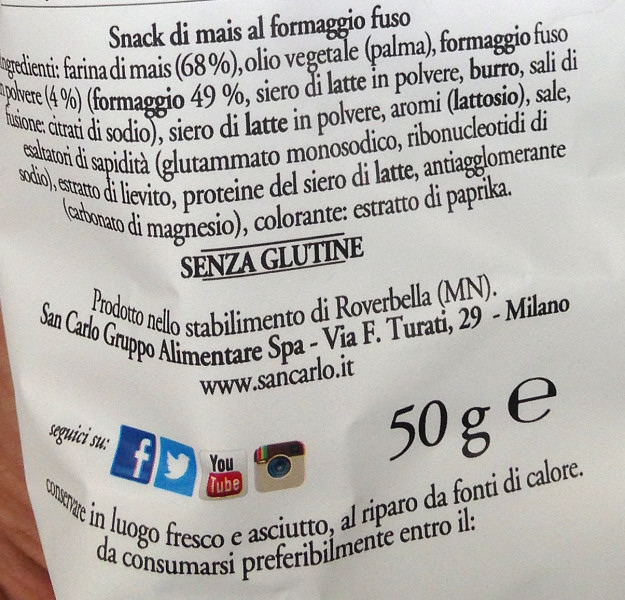 Snack di mais al formaggio fuso
Ingredienti: farina di mais (68%), olio vegetale (palma), formaggio fuso
in polvere (4%) (formaggio 49 %, siero di latte in polvere, burro, sali di
fusione: citrati di sodio), siero di latte in polvere, aromi (lattosio), sale,
esaltatori di sapidità (glutammato monosodico, ribonucleotidi di
sodio), estratto di lievito, proteine del siero di latte, antiagglomerante
(carbonato di magnesio), colorante: estratto di paprika.
SENZA GLUTINE
Prodotto nello stabilimento di Roverbella (MN).
San Carlo Gruppo Alimentare Spa - Via F. Turati, 29 - Milano
www.sancarlo.it
seguici su: f You Tube
50 g e
conservare in luogo fresco e asciutto, al riparo da fonti di calore.
da consumarsi preferibilmente entro il: